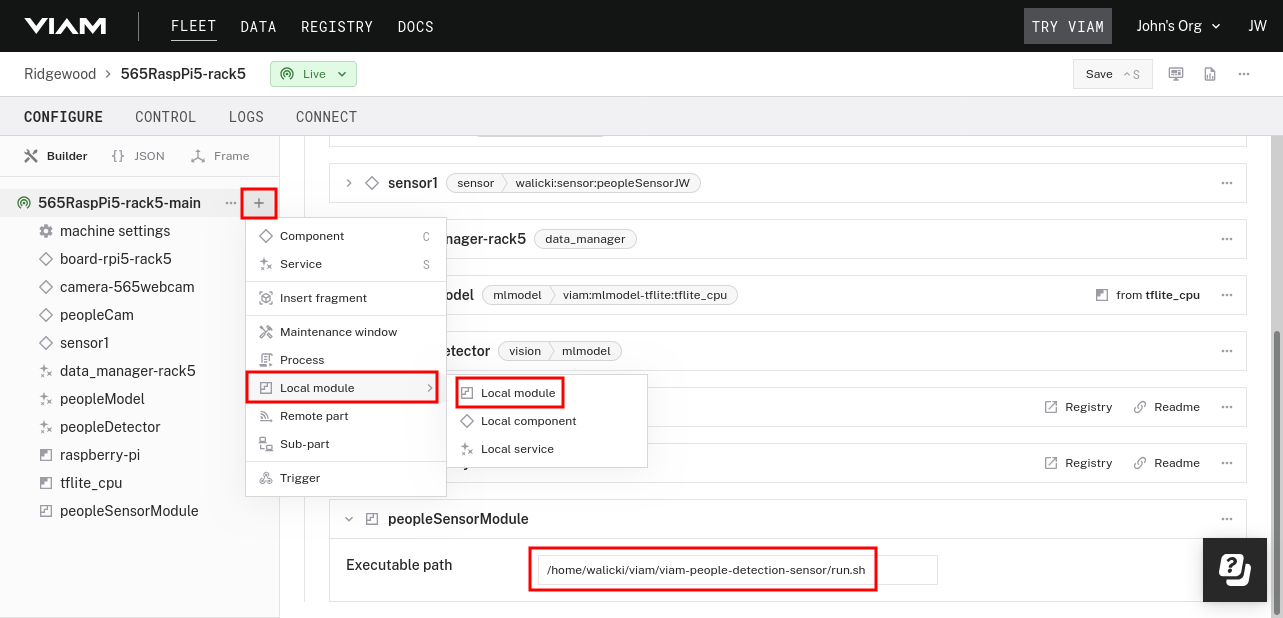 VIAM FLEET DATA REGISTRY DOCS TRY VIAM John's Org JW
Ridgewood > 565RaspPi5-rack5 Live Save ^S
CONFIGURE CONTROL LOGS CONNECT
Builder {} JSON Frame
565RaspPi5-rack5-main ... +
machine settings
board-rpi5-rack5
camera-565webcam
peopleCam
sensor1
data_manager-rack5
peopleModel
peopleDetector
raspberry-pi
tflite_cpu
peopleSensorModule
Component C
Service S
Insert fragment
Maintenance window
Process
Local module
Remote part
Sub-part
Trigger
Local module
Local component
Local service
sensor1 sensor walicki:sensor:peopleSensorJW
nager-rack5 data_manager
odel mlmodel viam:mlmodel-tflite:tflite_cpu from tflite_cpu
etector vision mlmodel
Registry Readme
Registry Readme
peopleSensorModule
Executable path /home/walicki/viam/viam-people-detection-sensor/run.sh